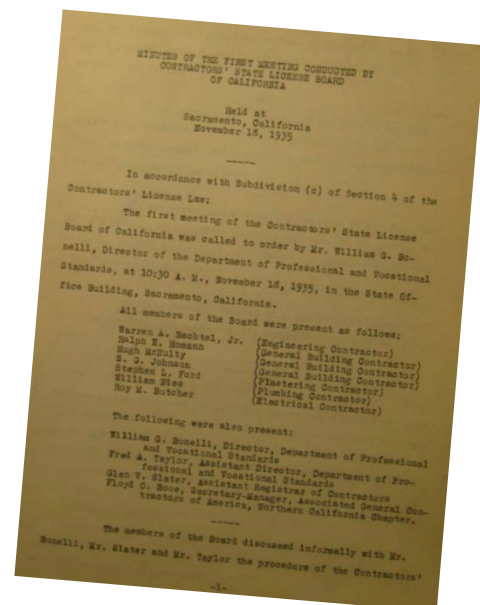 MINUTES OF THE FIRST MEETING CONDUCTED BY
CONTRACTORS' STATE LICENSE BOARD
OF CALIFORNIA
Held at
Sacramento, California
November 18, 1935
-----
In accordance with Subdivision (c) of Section 4 of the
Contractors' License Law;
The first meeting of the Contractors' State License
Board of California was called to order by Mr. William G. Bo-
nelli, Director of the Department of Professional and Vocational
Standards, at 10:30 A. M., November 18, 1935, in the State Of-
fice Building, Sacramento, California.
All members of the Board were present as follows;
Warren A. Bechtel, Jr. (Engineering Contractor)
Ralph E. Homann (General Building Contractor)
Hugh McNulty (General Building Contractor)
S. G. Johnson (General Building Contractor)
Stephen L. Ford (Plastering Contractor)
William Nies (Plumbing Contractor)
Roy M. Butcher (Electrical Contractor)
The following were also present:
William G. Bonelli, Director, Department of Professional
and Vocational Standards
Fred A. Taylor, Assistant Director, Department of Pro-
fessional and Vocational Standards
Glen V. Slater, Assistant Registrar of Contractors
Floyd O. Booe, Secretary-Manager, Associated General Con-
tractors of America, Northern California Chapter.
-----
The members of the Board discussed informally with Mr.
Bonelli, Mr. Slater and Mr. Taylor the procedure of the Contractors'
-1-